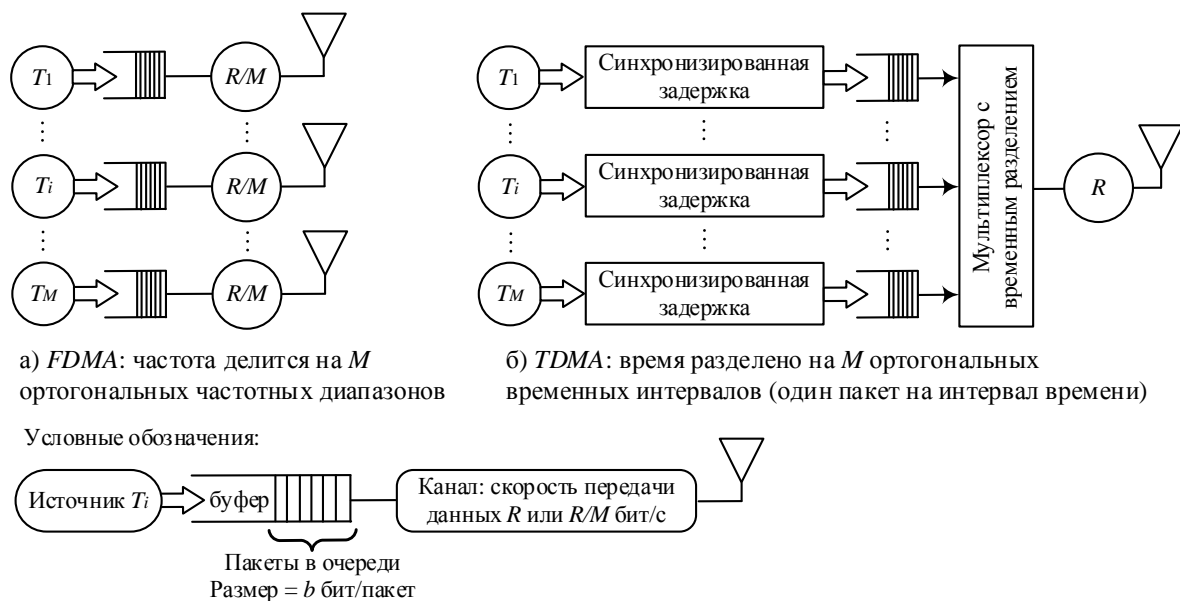 T1
R/M
Ti
R/M
TM
R/M
T1
Синхронизированная
задержка
Ti
Синхронизированная
задержка
TM
Синхронизированная
задержка
Мультиплексор с
временным разделением
R
а) FDMA: частота делится на M
ортогональных частотных диапазонов
б) TDMA: время разделено на M ортогональных
временных интервалов (один пакет на интервал времени)
Условные обозначения:
Источник Ti
буфер
Канал: скорость передачи
данных R или R/M бит/с
Пакеты в очереди
Размер = b бит/пакет